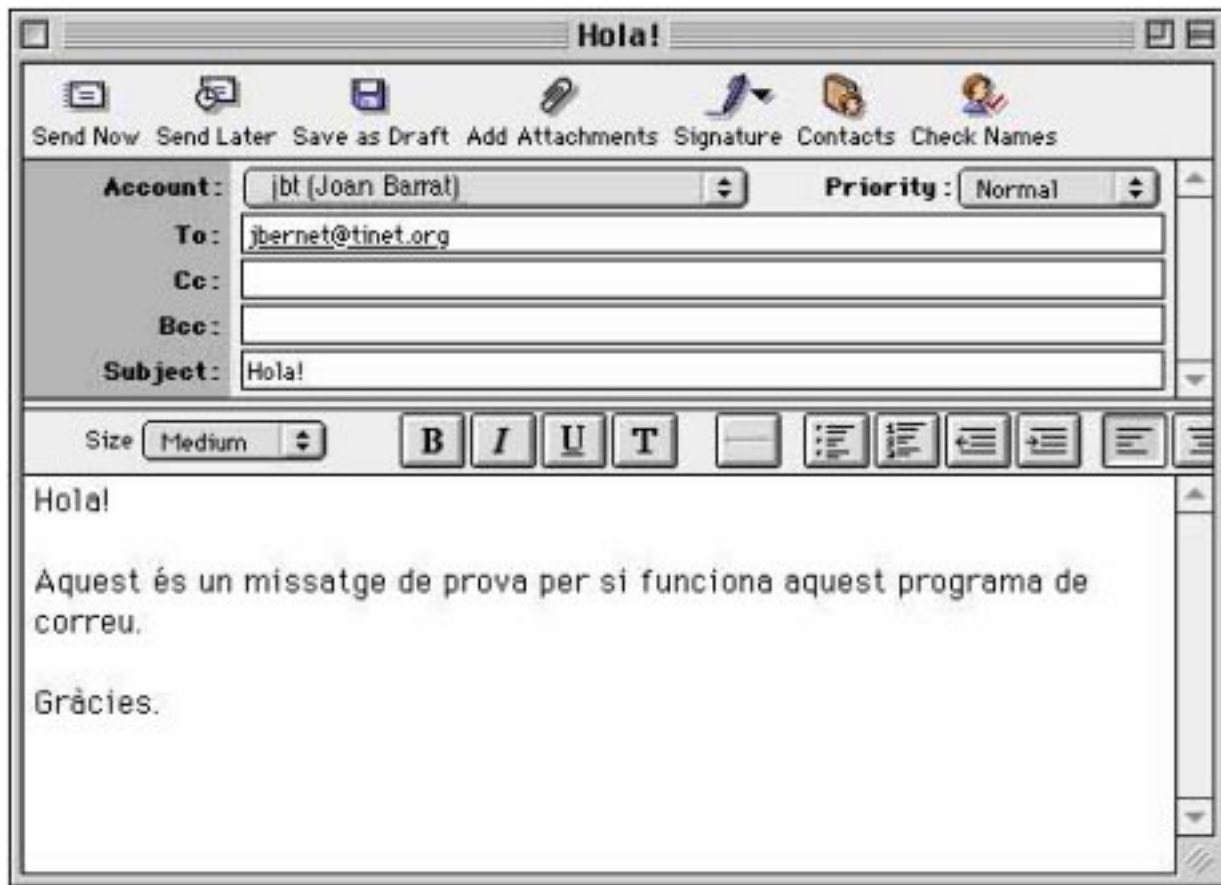 Hola!
Send Now Send Later Save as Draft Add Attachments Signature Contacts Check Names
Account: jbt (Joan Barrat) Priority: Normal
To: jbernet@tinet.org
Cc:
Bcc:
Subject: Hola!
Size Medium B I U T
Hola!
Aquest és un missatge de prova per si funciona aquest programa de
correu.
Gràcies.